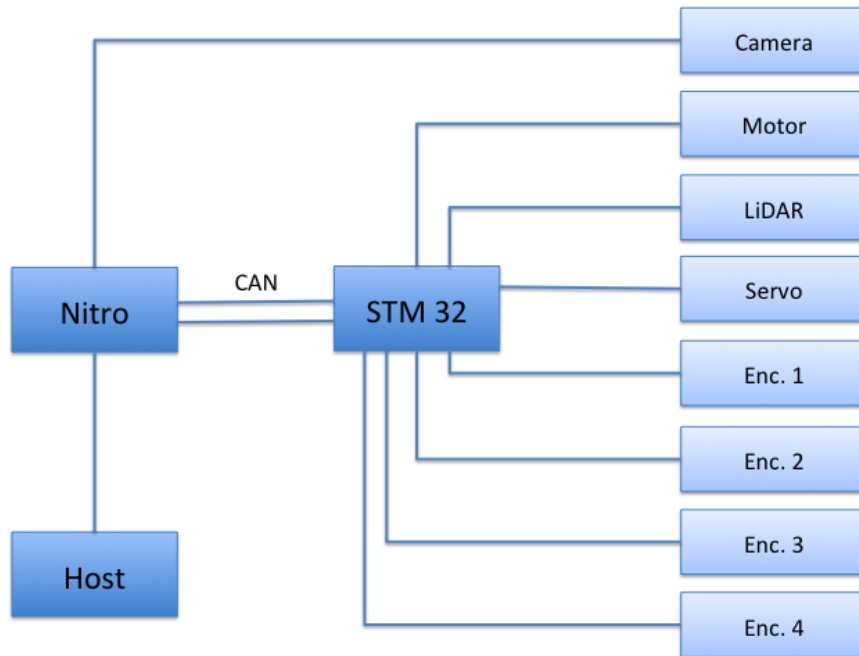 Camera
Motor
LiDAR
CAN
Servo
Nitro
STM 32
Enc. 1
Enc. 2
Enc. 3
Host
Enc. 4